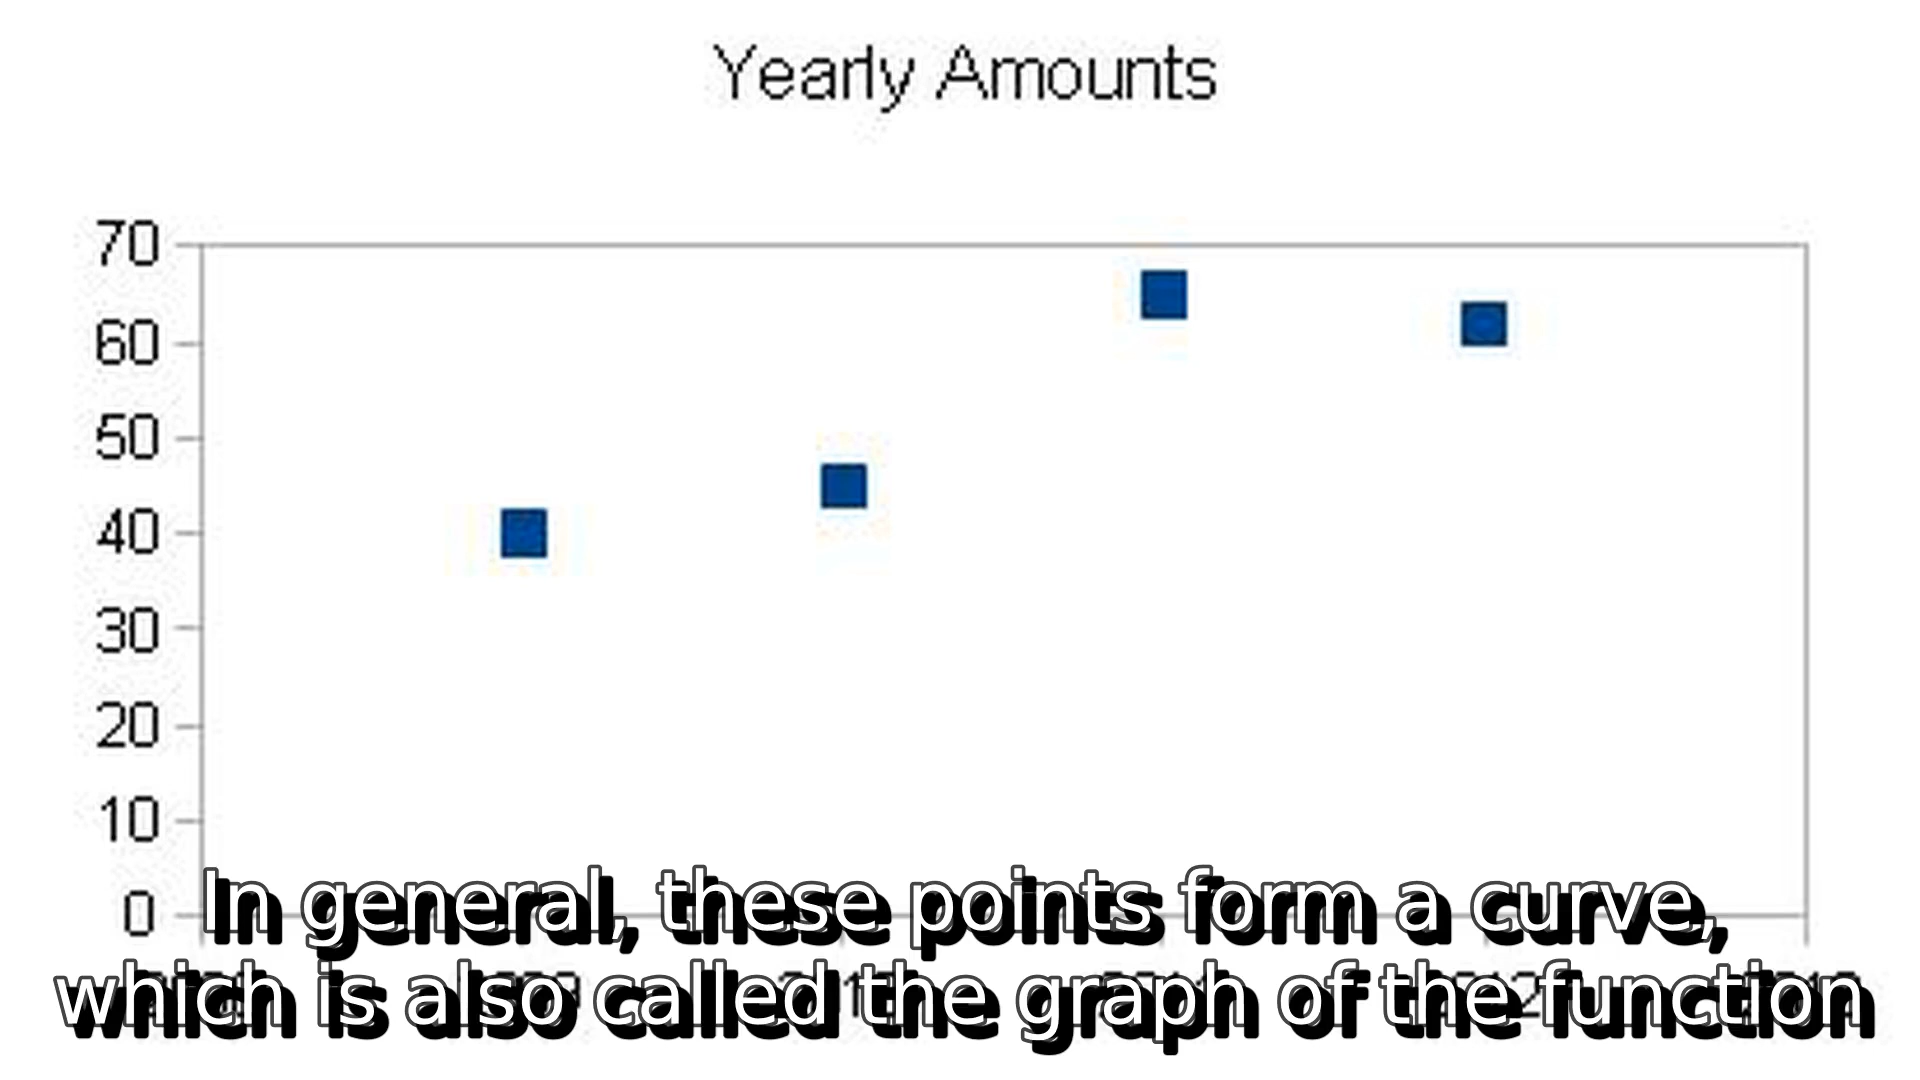 Yearly Amounts
70
60
50
40
30
20
10
0
In general, these points form a curve,
which is also called the graph of the function